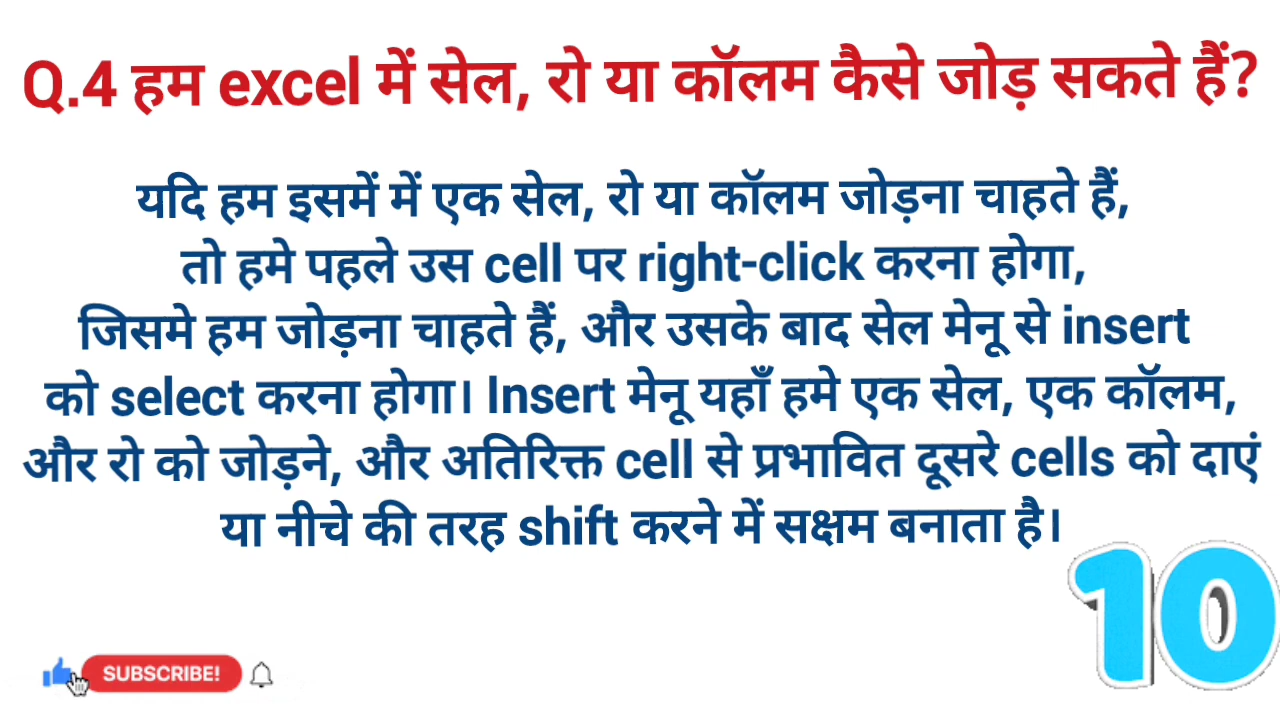 Q.4 हम excel में सेल, रो या कॉलम कैसे जोड़ सकते हैं?
यदि हम इसमें में एक सेल, रो या कॉलम जोड़ना चाहते हैं,
तो हमे पहले उस cell पर right-click करना होगा,
जिसमे हम जोड़ना चाहते हैं, और उसके बाद सेल मेनू से insert
को select करना होगा। Insert मेनू यहाँ हमे एक सेल, एक कॉलम,
और रो को जोड़ने, और अतिरिक्त cell से प्रभावित दूसरे cells को दाएं
या नीचे की तरह shift करने में सक्षम बनाता है।
10
SUBSCRIBE!